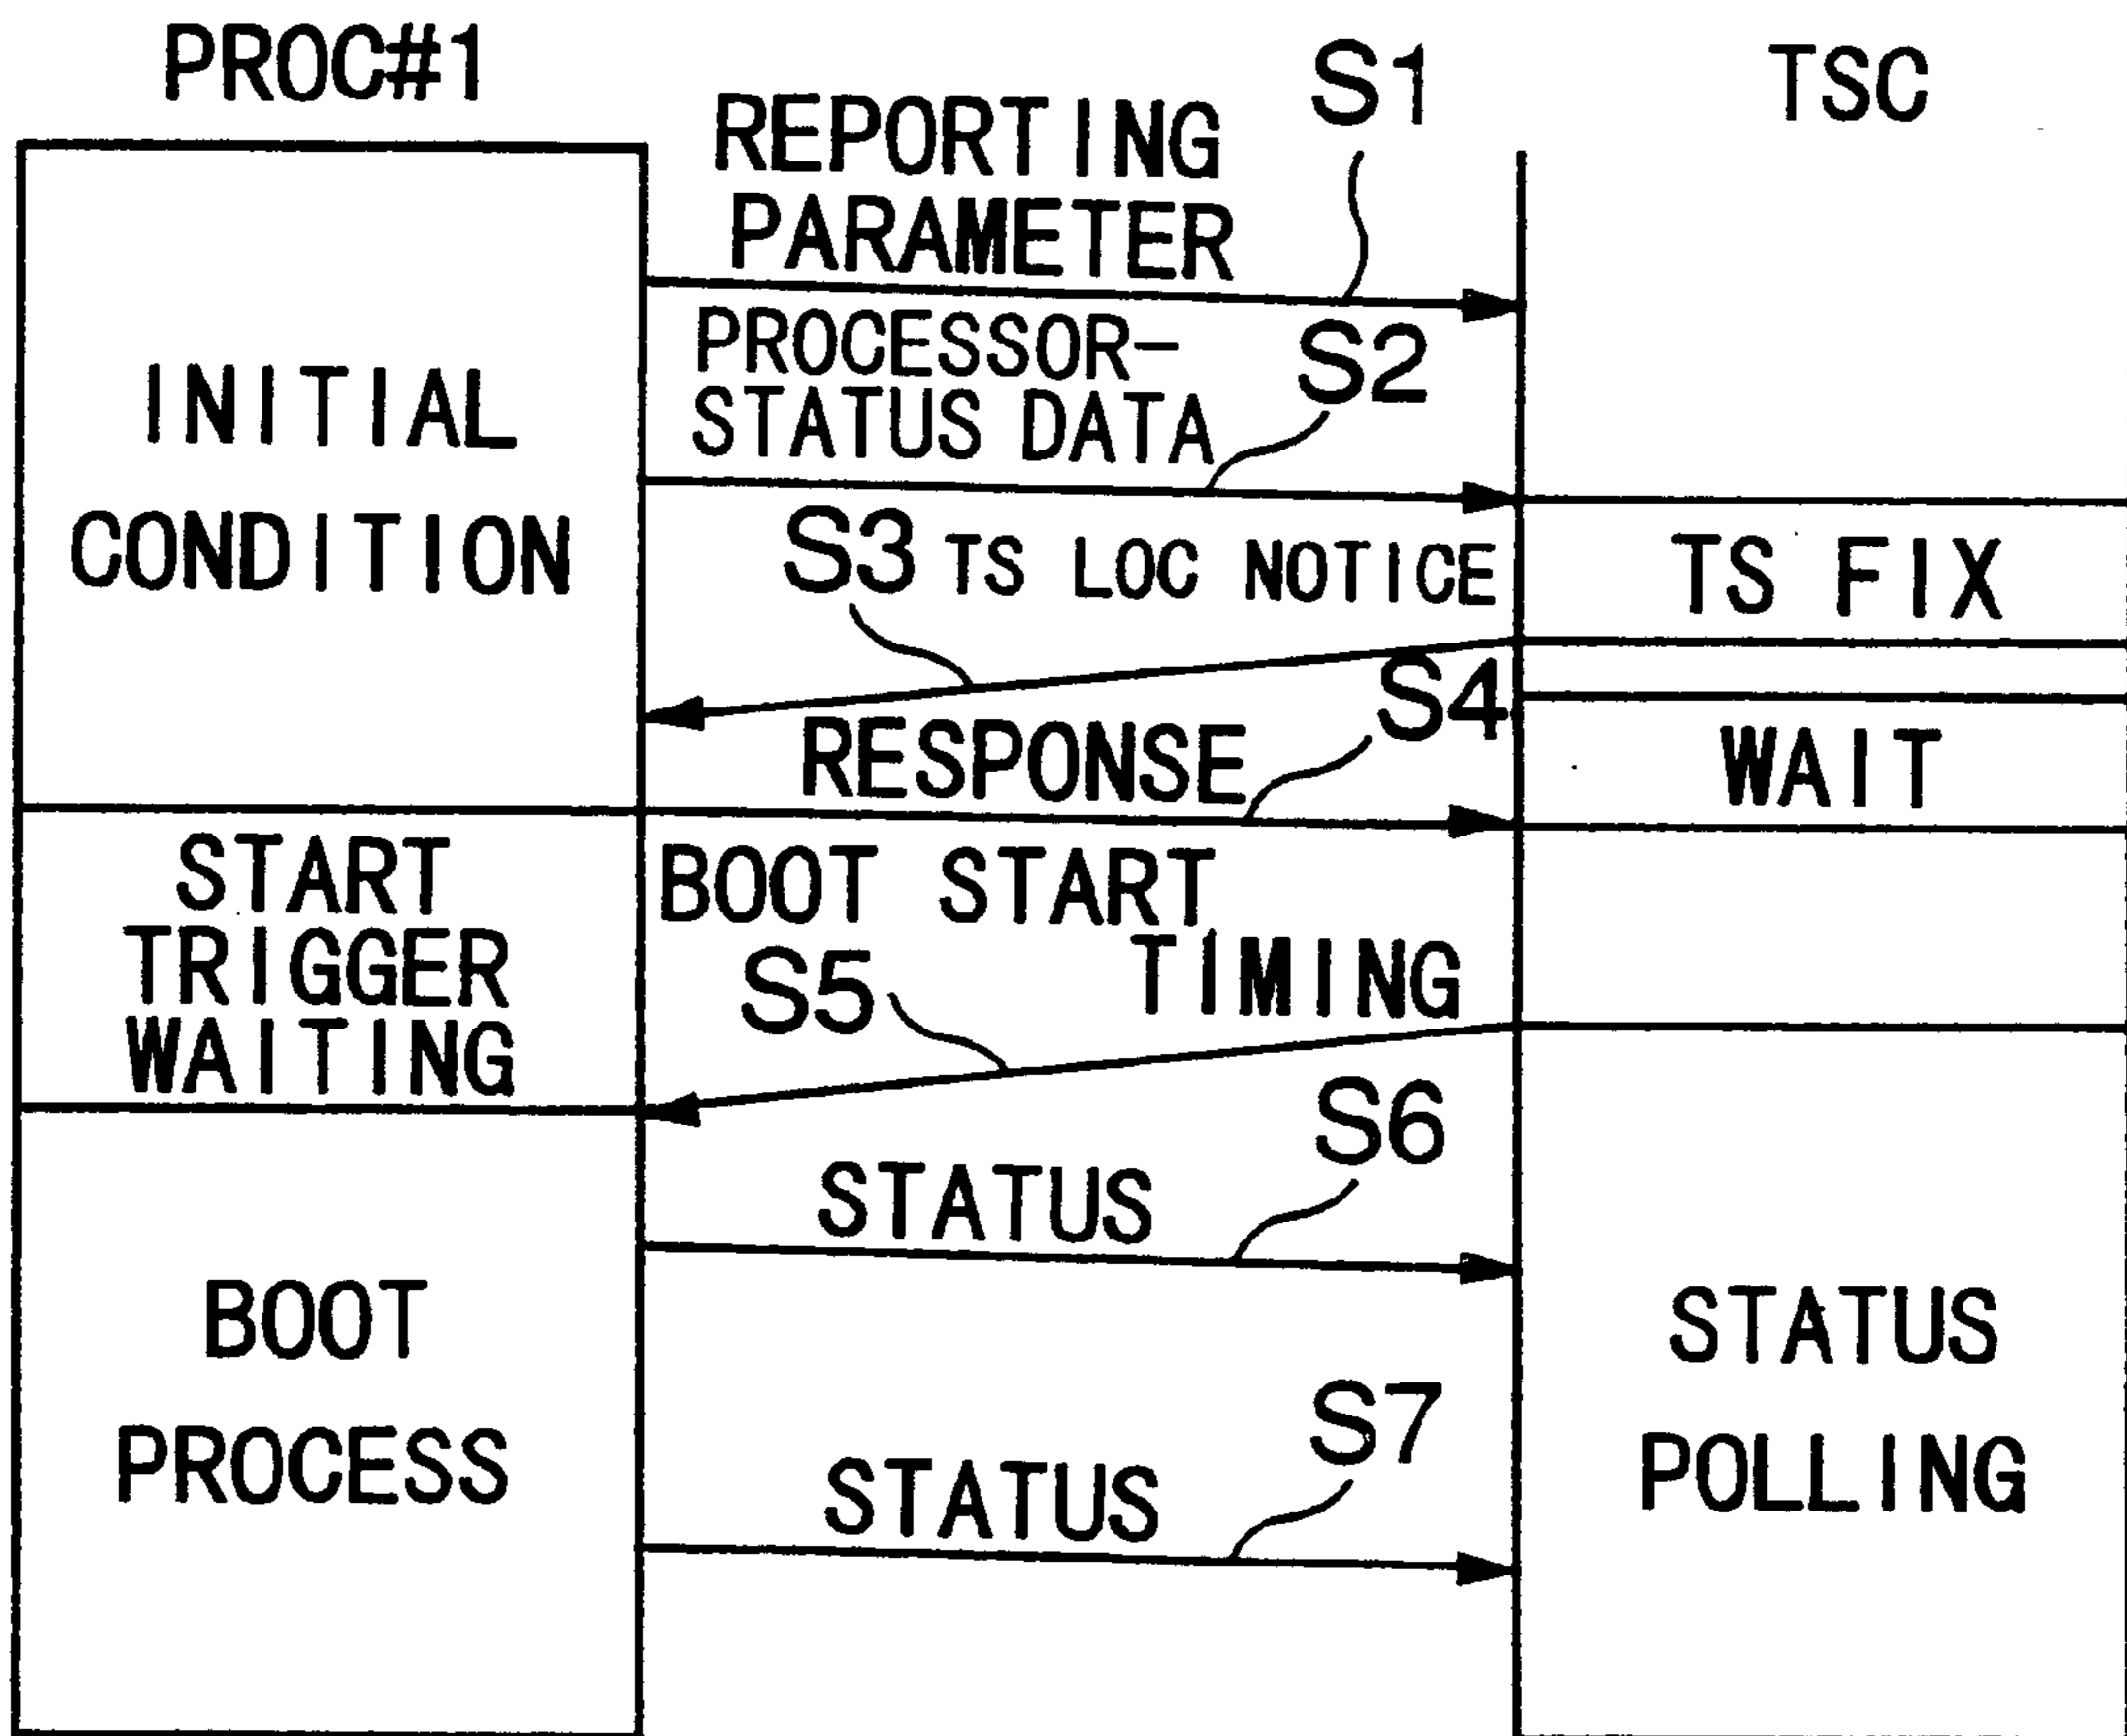 PROC#1
S1
TSC
REPORTING
PARAMETER
PROCESSOR-
STATUS DATA
S2
INITIAL
CONDITION
S3
TS LOC NOTICE
TS FIX
S4
RESPONSE
WAIT
START
TRIGGER
WAITING
BOOT START
TIMING
S5
S6
STATUS
BOOT
PROCESS
STATUS
POLLING
S7
STATUS